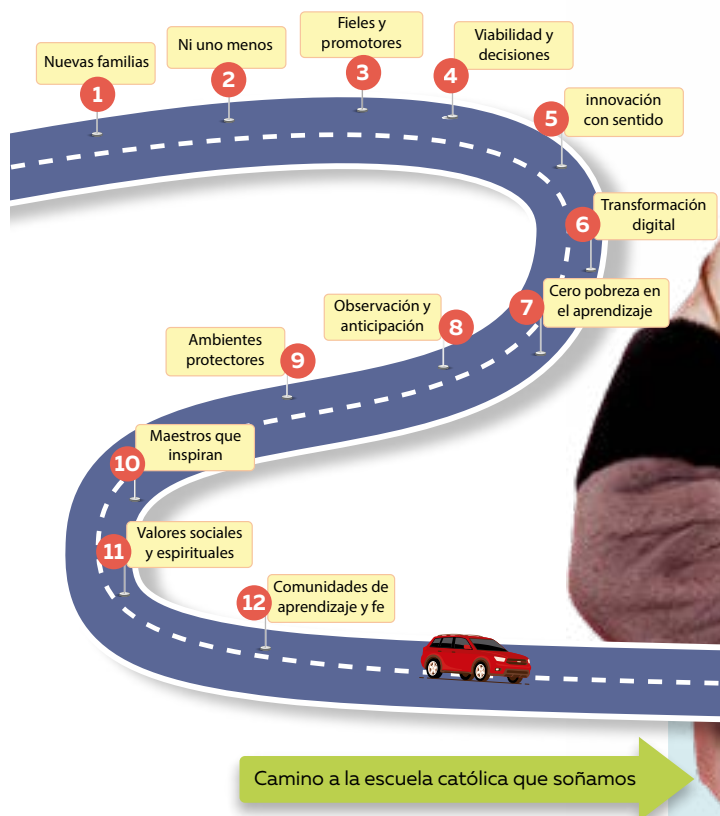 Nuevas familias
1
Ni uno menos
2
Fieles y
promotores
3
Viabilidad y
decisiones
4
innovación
con sentido
5
Transformación
digital
6
Cero pobreza en
el aprendizaje
7
Observación y
anticipación
8
Ambientes
protectores
9
Maestros que
inspiran
10
Valores sociales
y espirituales
11
Comunidades de
aprendizaje y fe
12
Camino a la escuela católica que soñamos